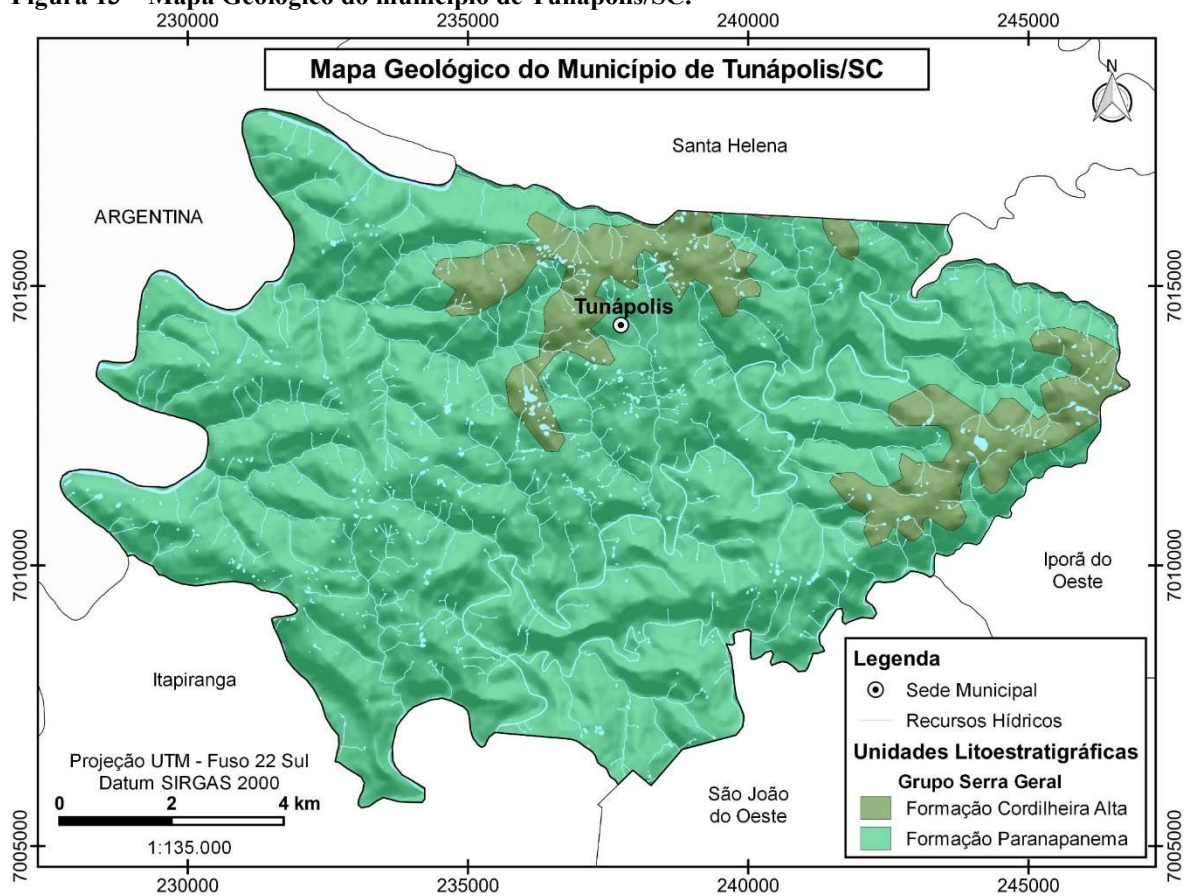 Figura 15 – Mapa Geológico do município de Tunápolis/SC.
230000
235000
240000
245000
Mapa Geológico do Município de Tunápolis/SC
N
Santa Helena
ARGENTINA
7015000
7015000
Tunápolis
7010000
7010000
Iporã do
Oeste
Itapiranga
São João
do Oeste
Projeção UTM - Fuso 22 Sul
Datum SIRGAS 2000
0 2 4 km
1:135.000
Legenda
Sede Municipal
Recursos Hídricos
Unidades Litoestratigráficas
Grupo Serra Geral
Formação Cordilheira Alta
Formação Paranapanema
7005000
7005000
230000
235000
240000
245000